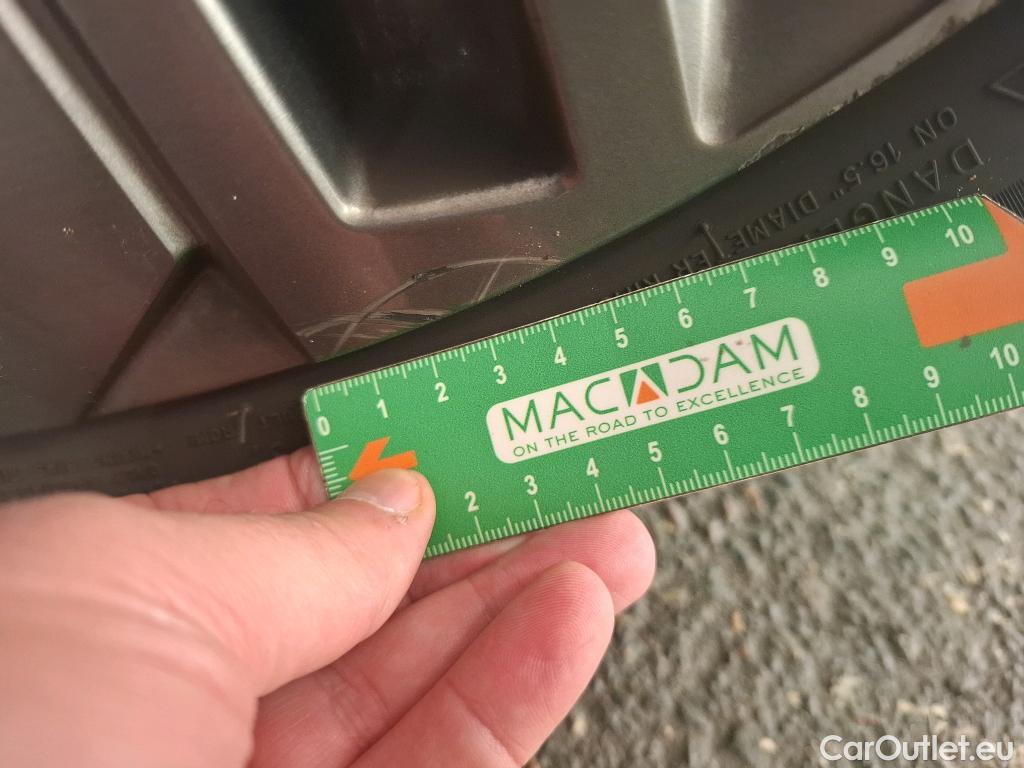 DANGER
ON 16.5" DIAMETER
0 1 2 3 4 5 6 7 8 9 10
MACADAM
ON THE ROAD TO EXCELLENCE
2 3 4 5 6 7 8 9 10
CarOutlet.eu